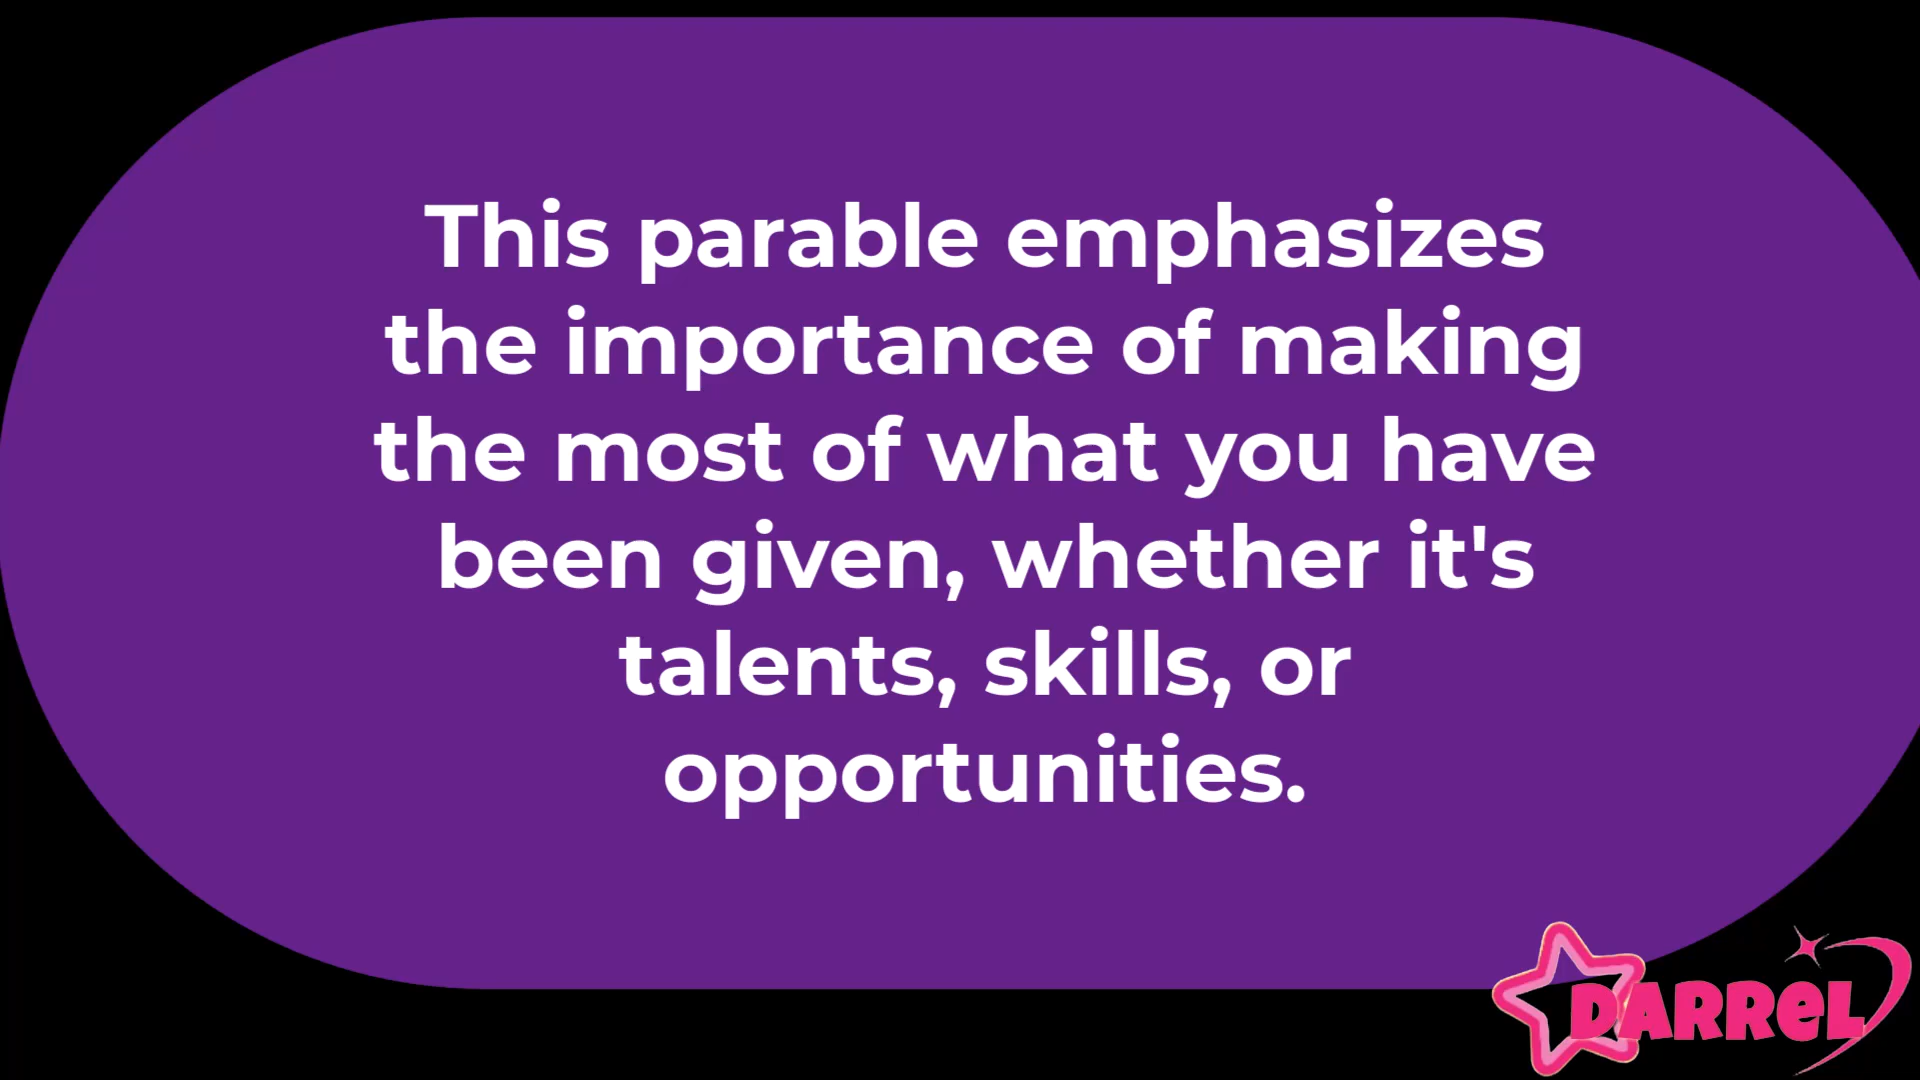 This parable emphasizes
the importance of making
the most of what you have
been given, whether it's
talents, skills, or
opportunities.
DARReL